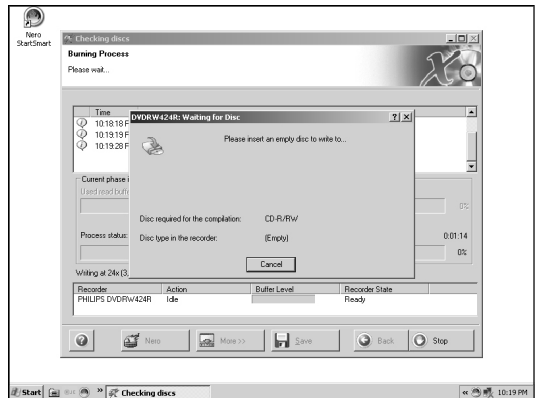 Nero
StartSmart
Checking discs
Burning Process
Please wait...
Time
10:18:18 F
10:19:19 F
10:19:28 F
DVDRW424R: Waiting for Disc
Please insert an empty disc to write to...
Disc required for the compilation: CD-R/RW
Disc type in the recorder: (Empty)
Cancel
Current phase i
Used read buffe
0%
Process status: 0:01:14
0%
Writing at 24x (3,
Recorder Action Buffer Level Recorder State
PHILIPS DVDRW424R Idle Ready
Nero More >> Save Back Stop
Start Checking discs 10:19 PM